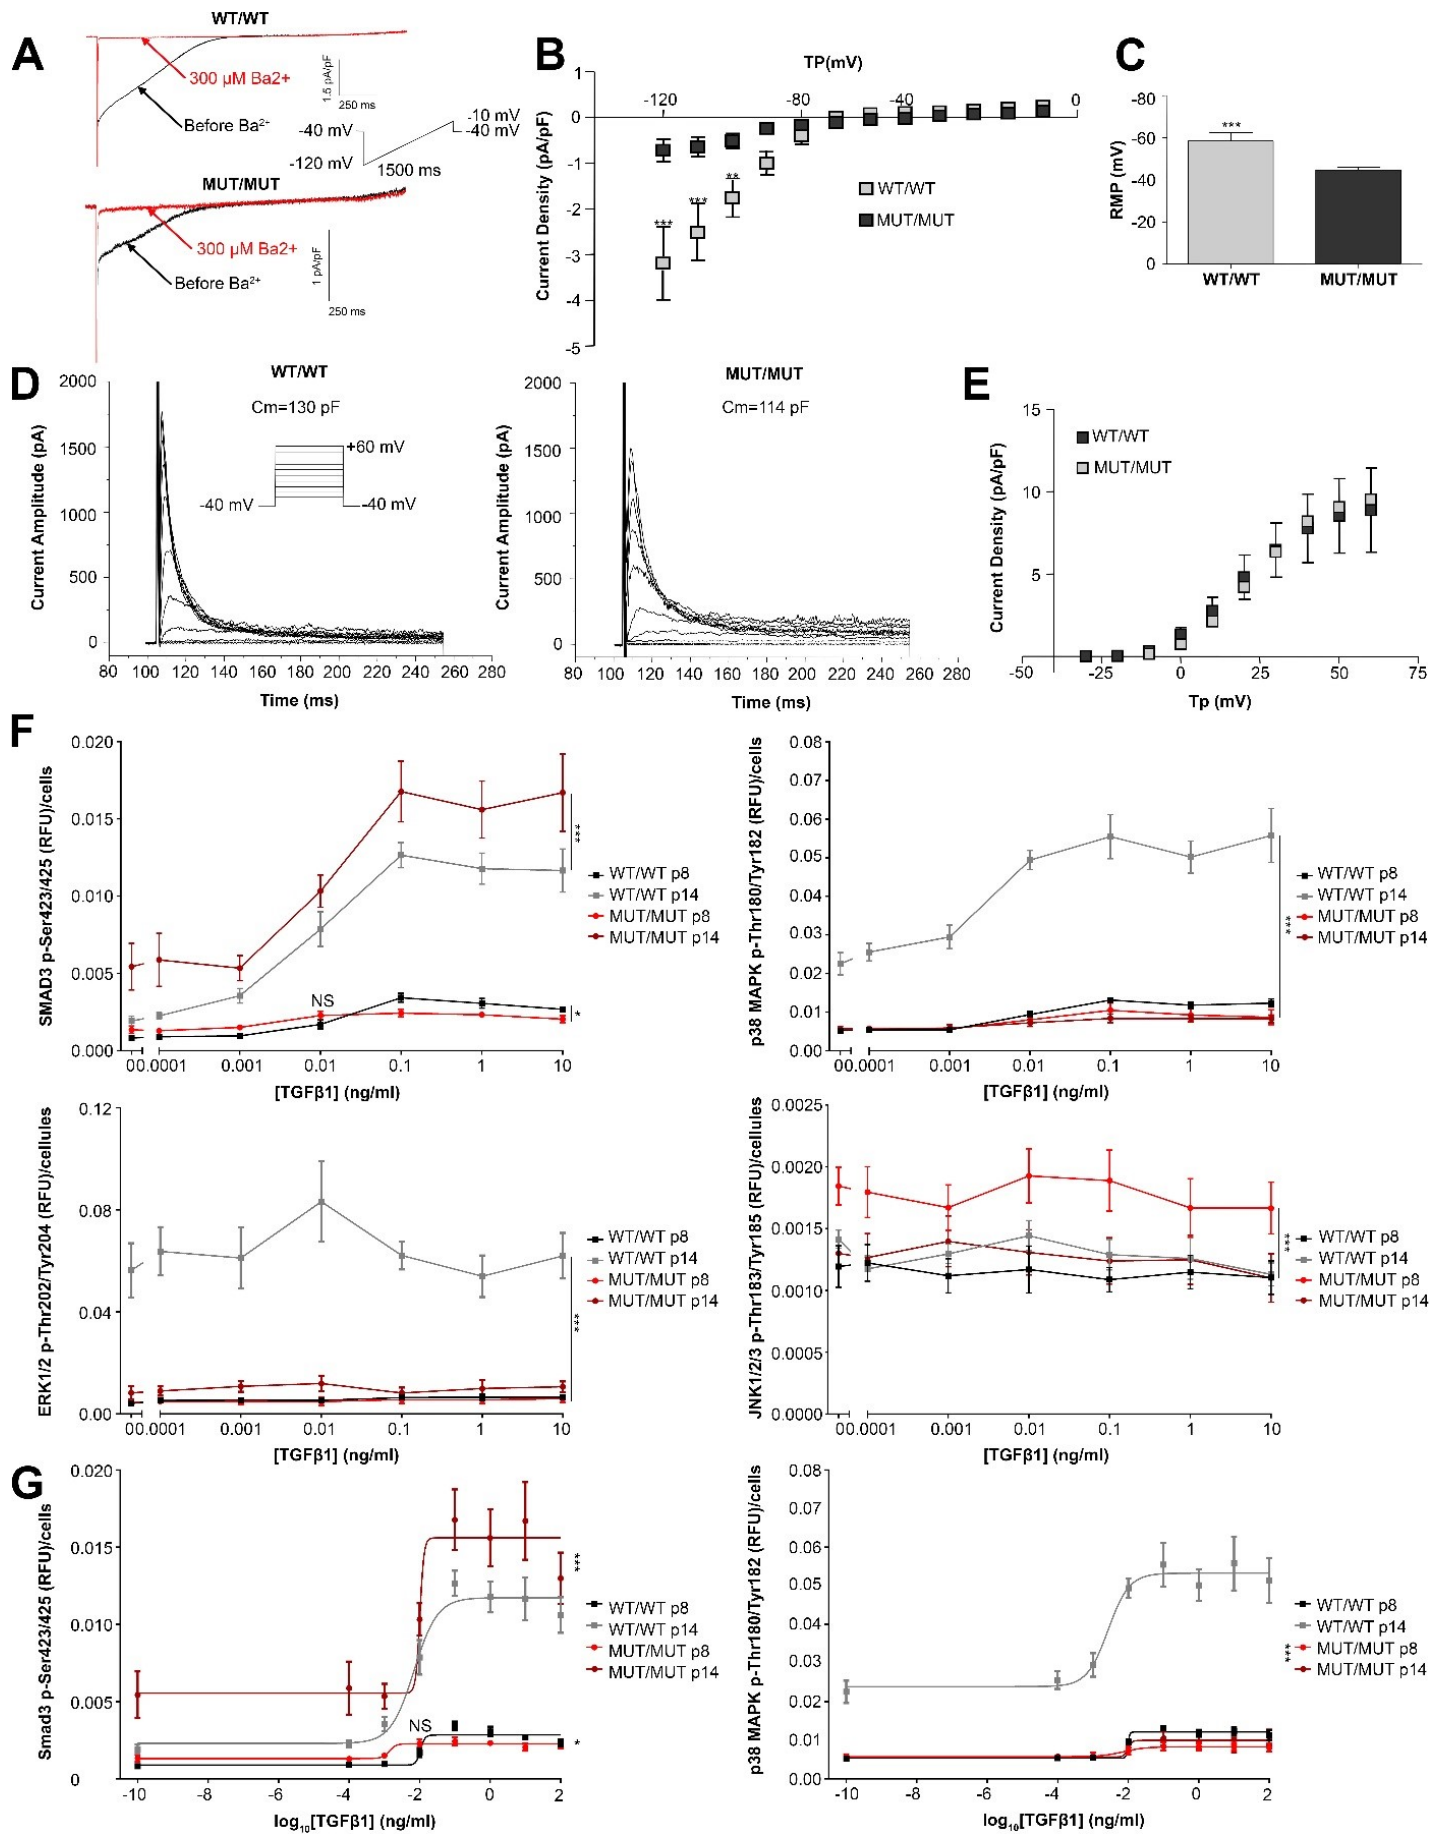 A
WT/WT
300 µM Ba2+
1.5 pA/pF
250 ms
Before Ba²⁺
-10 mV
-40 mV
-40 mV
-120 mV
1500 ms
MUT/MUT
300 µM Ba2+
Before Ba²⁺
1 pA/pF
250 ms
B
TP(mV)
Current Density (pA/pF)
1
0
-1
-2
-3
-4
-5
-120
-80
-40
0
***
***
**
WT/WT
MUT/MUT
C
RMP (mV)
-80
-60
-40
-20
0
***
WT/WT
MUT/MUT
D
WT/WT
Cm=130 pF
Current Amplitude (pA)
2000
1500
1000
500
0
+60 mV
-40 mV
-40 mV
80 100 120 140 160 180 200 220 240 260 280
Time (ms)
MUT/MUT
Cm=114 pF
Current Amplitude (pA)
2000
1500
1000
500
0
80 100 120 140 160 180 200 220 240 260 280
Time (ms)
E
Current Density (pA/pF)
15
10
5
WT/WT
MUT/MUT
-50 -25 0 25 50 75
Tp (mV)
F
SMAD3 p-Ser423/425 (RFU)/cells
0.020
0.015
0.010
0.005
0.000
NS
***
*
WT/WT p8
WT/WT p14
MUT/MUT p8
MUT/MUT p14
00.0001 0.001 0.01 0.1 1 10
[TGFβ1] (ng/ml)
p38 MAPK p-Thr180/Tyr182 (RFU)/cells
0.08
0.07
0.06
0.05
0.04
0.03
0.02
0.01
0.00
***
WT/WT p8
WT/WT p14
MUT/MUT p8
MUT/MUT p14
00.0001 0.001 0.01 0.1 1 10
[TGFβ1] (ng/ml)
ERK1/2 p-Thr202/Tyr204 (RFU)/cellules
0.12
0.08
0.04
0.00
***
WT/WT p8
WT/WT p14
MUT/MUT p8
MUT/MUT p14
00.0001 0.001 0.01 0.1 1 10
[TGFβ1] (ng/ml)
JNK1/2/3 p-Thr183/Tyr185 (RFU)/cellules
0.0025
0.0020
0.0015
0.0010
0.0005
0.0000
***
WT/WT p8
WT/WT p14
MUT/MUT p8
MUT/MUT p14
00.0001 0.001 0.01 0.1 1 10
[TGFβ1] (ng/ml)
G
Smad3 p-Ser423/425 (RFU)/cells
0.020
0.015
0.010
0.005
0
NS
***
*
WT/WT p8
WT/WT p14
MUT/MUT p8
MUT/MUT p14
-10 -8 -6 -4 -2 0 2
log₁₀[TGFβ1] (ng/ml)
p38 MAPK p-Thr180/Tyr182 (RFU)/cells
0.08
0.07
0.06
0.05
0.04
0.03
0.02
0.01
0.00
***
WT/WT p8
WT/WT p14
MUT/MUT p8
MUT/MUT p14
-10 -8 -6 -4 -2 0 2
log₁₀[TGFβ1] (ng/ml)